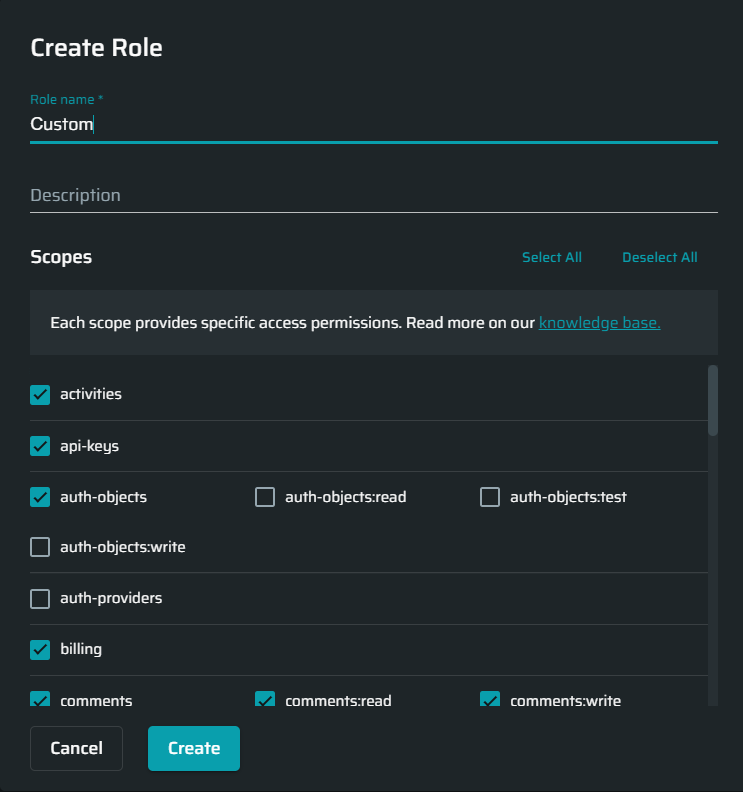 Create Role
Role name *
Custom
Description
Scopes Select All Deselect All
Each scope provides specific access permissions. Read more on our knowledge base.
activities
api-keys
auth-objects auth-objects:read auth-objects:test
auth-objects:write
auth-providers
billing
comments comments:read comments:write
Cancel Create